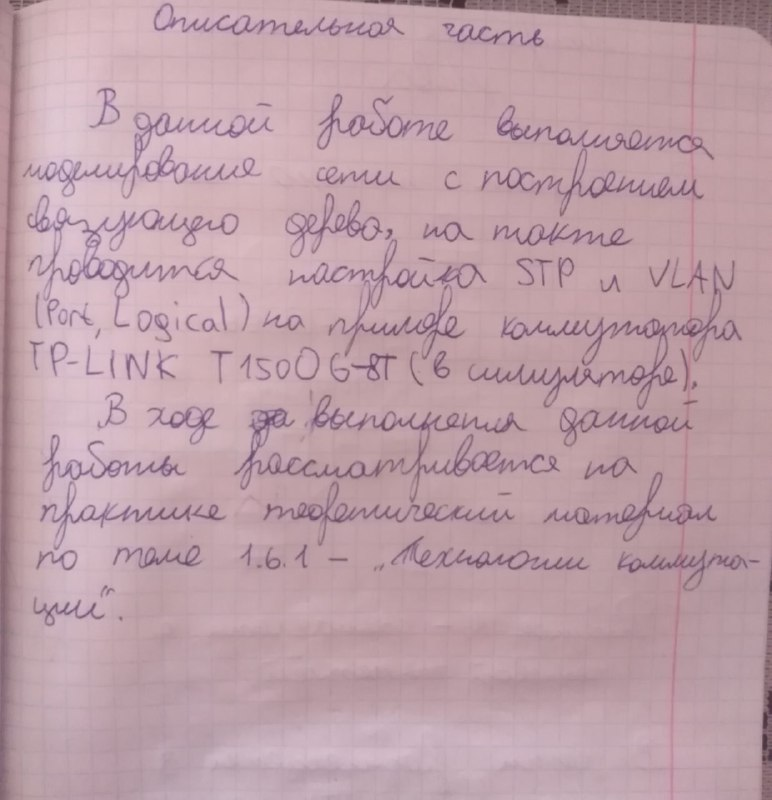 Описательная часть
В данной работе выполняется
моделирование сети с построением
связующего дерева, на также
проводится настройка STP и VLAN
(Port, Logical) на примере коммутатора
TP-LINK T1500G-8T (в симуляторе).
В ходе выполнения данной
работы рассматривается на
практике теоретический материал
по теме 1.6.1 – „Технологии коммута-
ции“.